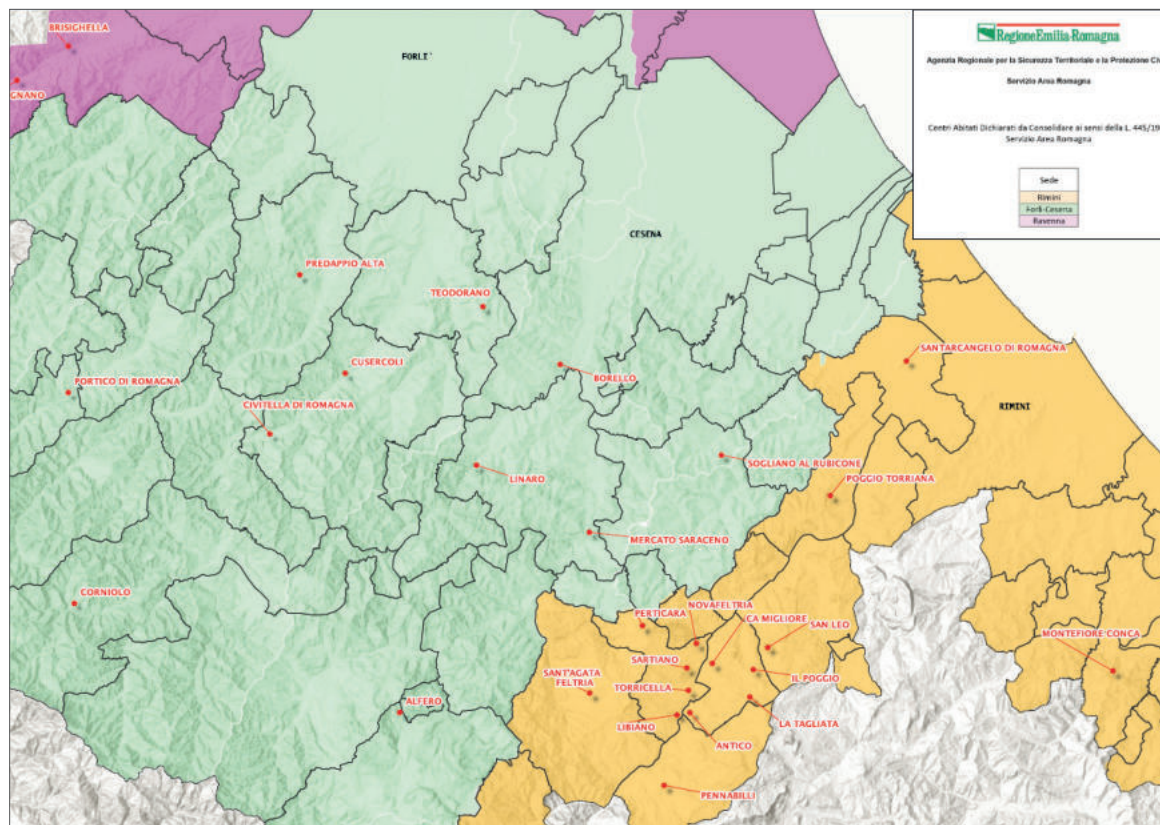 BRISIGHELLA
GNANO
FORLI`
RegioneEmilia-Romagna
Agenzia Regionale per la Sicurezza Territoriale e la Protezione Civ
Servizio Area Romagna
Centri Abitati Dichiarati da Consolidare ai sensi della L. 445/19
Servizio Area Romagna
Sede
Rimini
Forlì-Cesena
Ravenna
CESENA
PREDAPPIO ALTA
TEODORANO
SANTARCANGELO DI ROMAGNA
CUSERCOLI
BORELLO
PORTICO DI ROMAGNA
CIVITELLA DI ROMAGNA
RIMINI
SOGLIANO AL RUBICONE
LINARO
POGGIO TORRIANA
MERCATO SARACENO
CORNIOLO
NOVAFELTRIA
PERTICARA
CA MIGLIORE
SAN LEO
MONTEFIORE CONCA
SARTIANO
SANT'AGATA
FELTRIA
IL POGGIO
TORRICELLA
ALFERO
LIBIANO
LA TAGLIATA
ANTICO
PENNABILLI